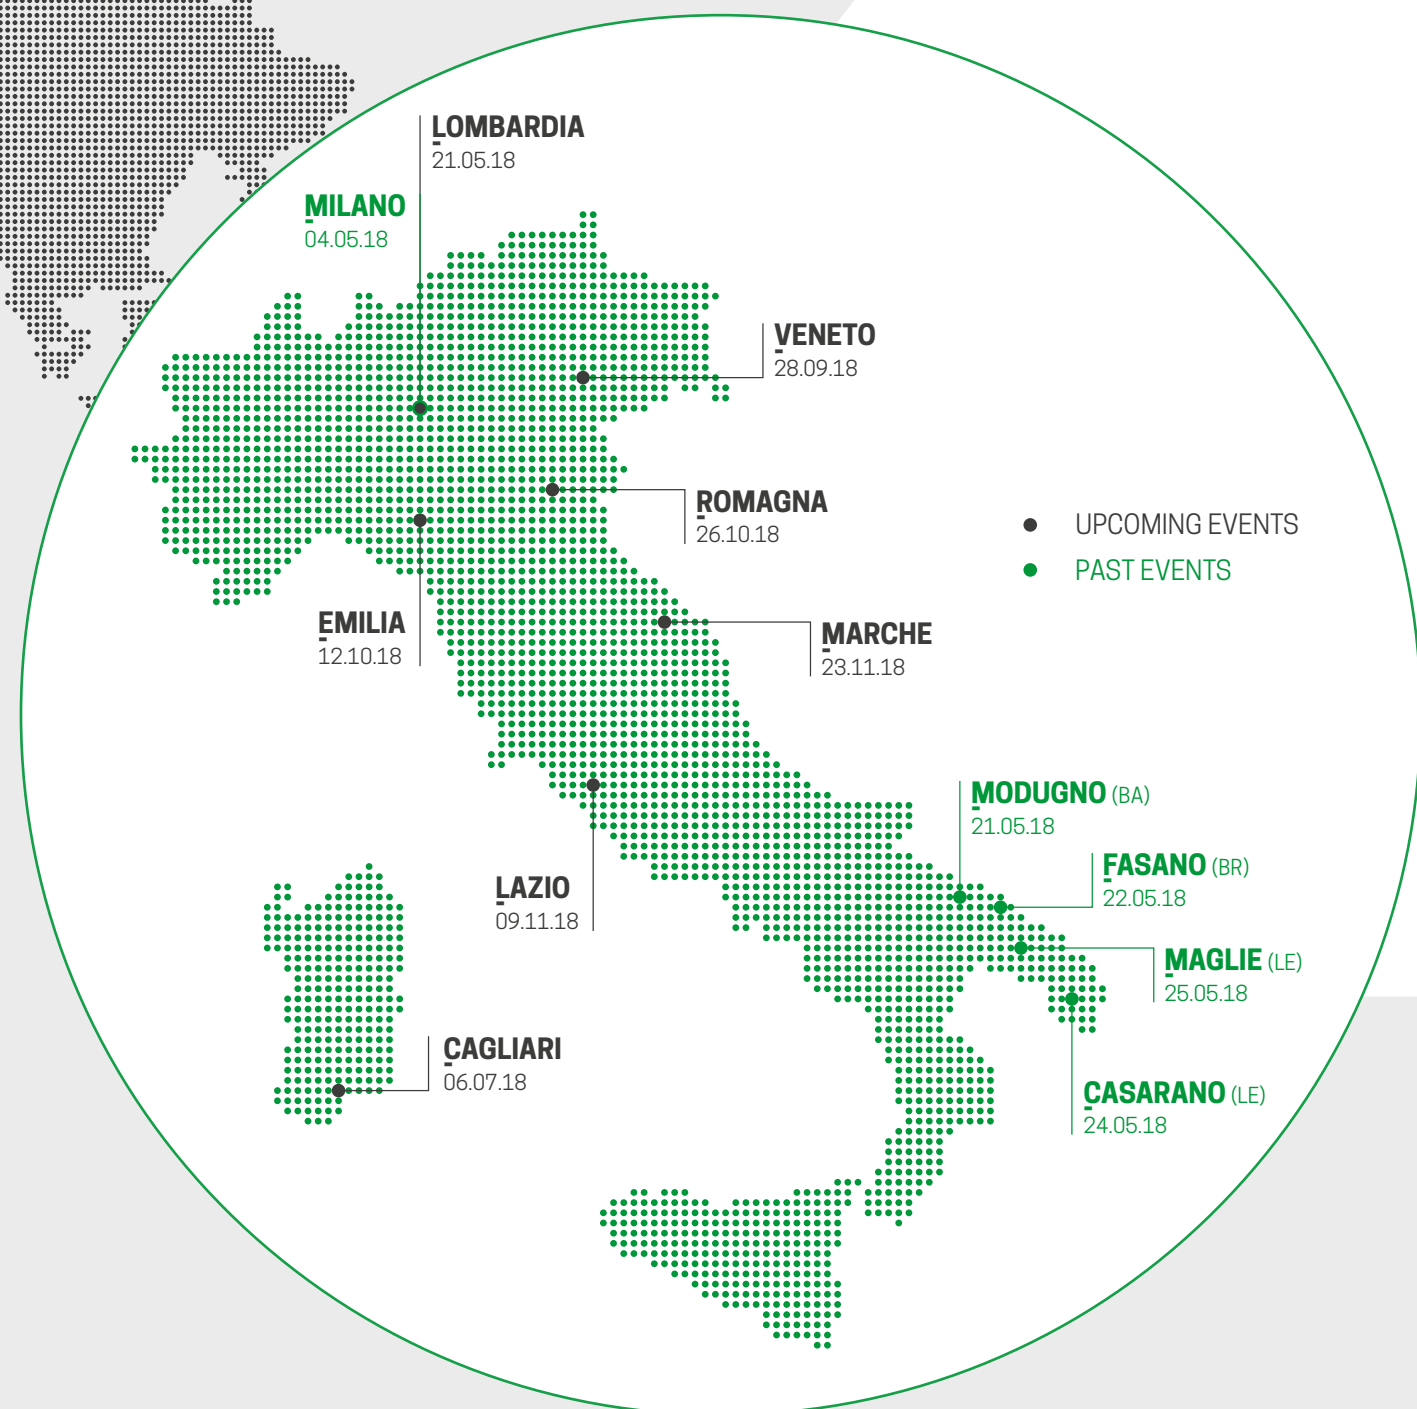 LOMBARDIA
21.05.18
MILANO
04.05.18
VENETO
28.09.18
ROMAGNA
26.10.18
UPCOMING EVENTS
PAST EVENTS
EMILIA
12.10.18
MARCHE
23.11.18
MODUGNO (BA)
21.05.18
FASANO (BR)
22.05.18
LAZIO
09.11.18
MAGLIE (LE)
25.05.18
CAGLIARI
06.07.18
CASARANO (LE)
24.05.18